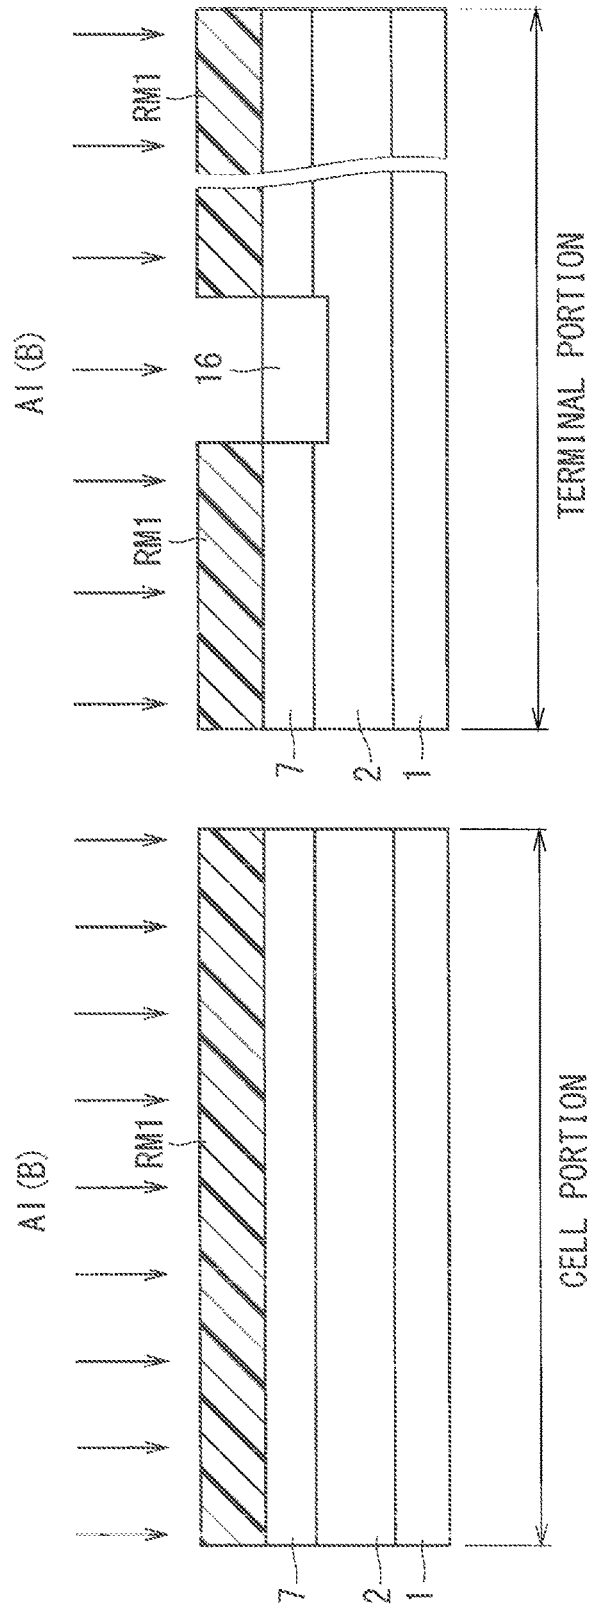 Al(B)
RM1
7
2
1
CELL PORTION
Al(B)
RM1
16
RM1
7
2
1
TERMINAL PORTION